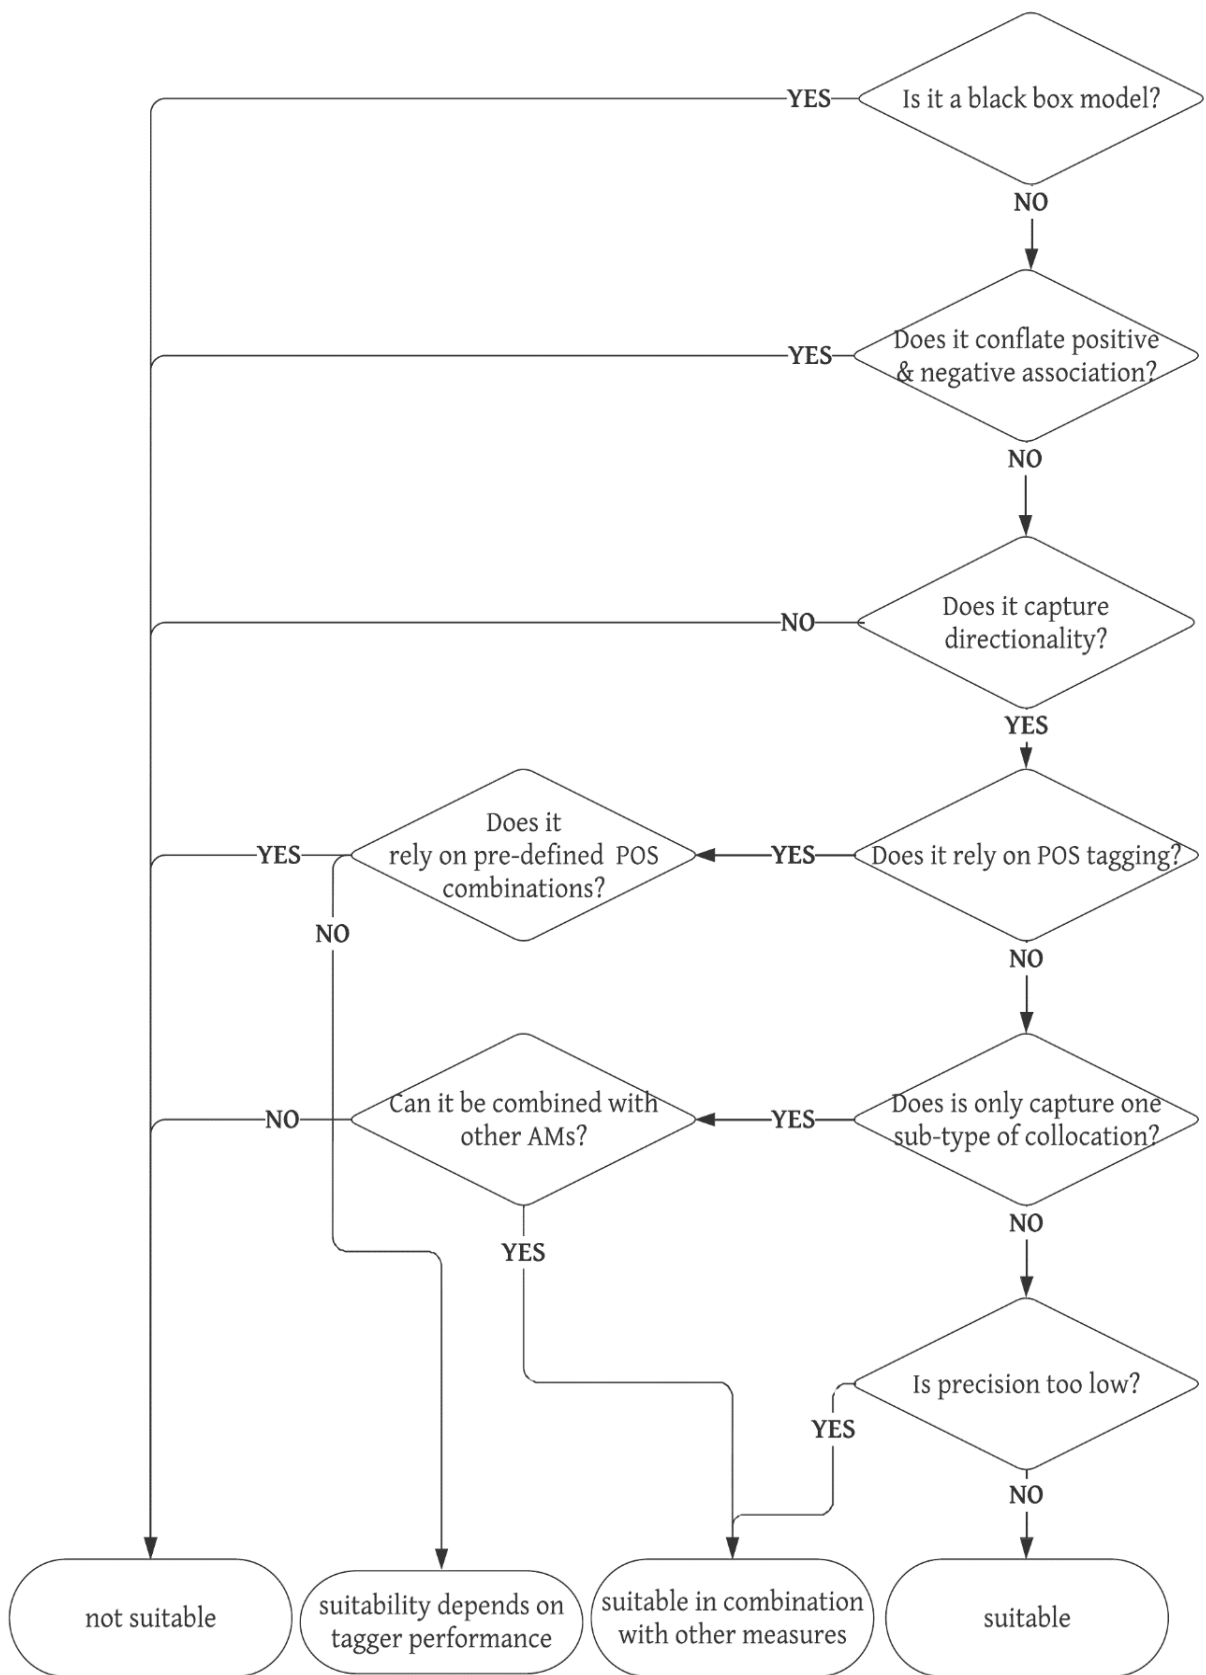 YES
Is it a black box model?
NO
YES
Does it conflate positive
& negative association?
NO
NO
Does it capture
directionality?
YES
Does it
rely on pre-defined POS
combinations?
YES
YES
Does it rely on POS tagging?
NO
NO
Can it be combined with
other AMs?
NO
YES
Does is only capture one
sub-type of collocation?
YES
NO
Is precision too low?
YES
NO
not suitable
suitability depends on
tagger performance
suitable in combination
with other measures
suitable